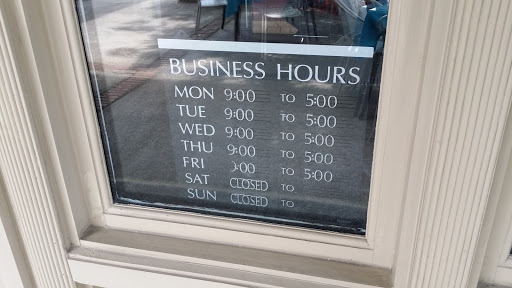 BUSINESS HOURS
MON 9:00 TO 5:00
TUE 9:00 TO 5:00
WED 9:00 TO 5:00
THU 9:00 TO 5:00
FRI :00 TO 5:00
SAT CLOSED TO
SUN CLOSED TO